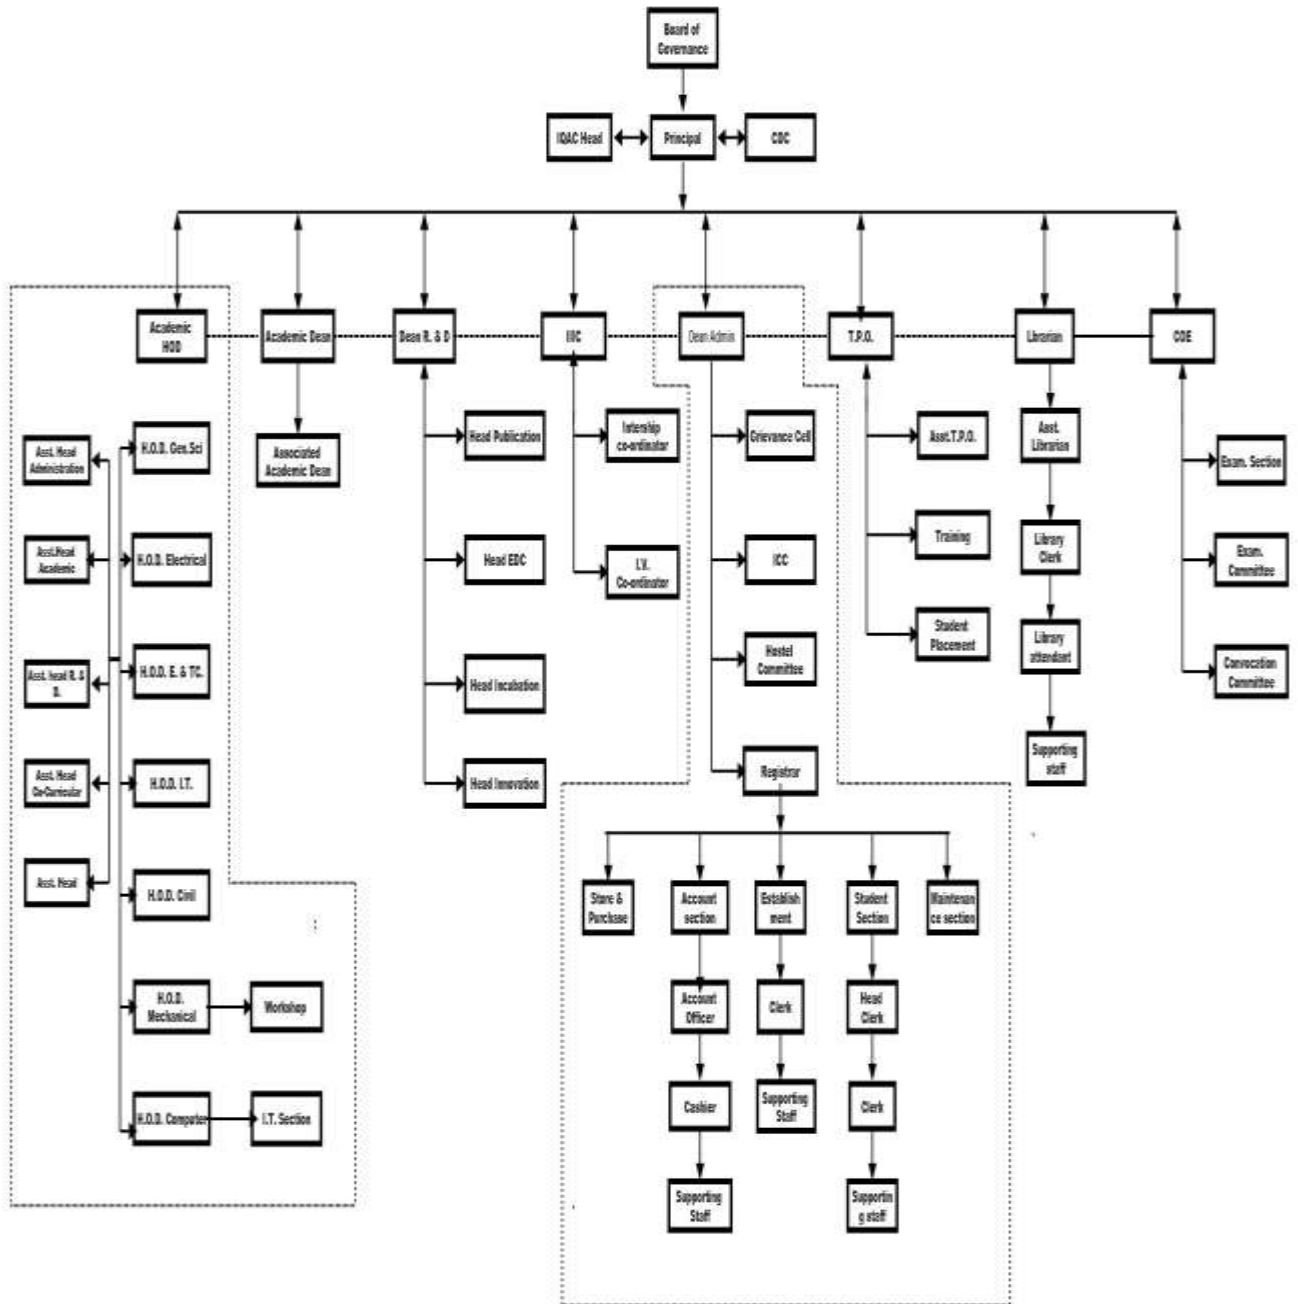 Board of
Governance
IQAC Head
Principal
CDC
Academic
HOD
Academic Dean
Dean R. & D
IIIC
Dean Admin
T.P.O.
Librarian
COE
Asst. Head
Administration
H.O.D. Gen.Sci
Associated
Academic Dean
Head Publication
Intership
co-ordinator
Grievance Cell
Asst.T.P.O.
Asst.
Librarian
Exam. Section
Asst.Head
Academic
H.O.D. Electrical
Head EDC
I.V.
Co-ordinator
ICC
Training
Library
Clerk
Exam.
Committee
Asst. head R. &
D.
H.O.D. E. & TC.
Head Incubation
Hostel
Committee
Student
Placement
Library
attendant
Convocation
Committee
Asst. Head
Co-Curricular
H.O.D. I.T.
Head Innovation
Registrar
Supporting
staff
Asst. Head
H.O.D. Civil
Store &
Purchase
Account
section
Establish
ment
Student
Section
Maintenan
ce section
H.O.D.
Mechanical
Workshop
Account
Officer
Clerk
Head
Clerk
H.O.D. Computer
I.T. Section
Cashier
Supporting
Staff
Clerk
Supporting
Staff
Supportin
g staff